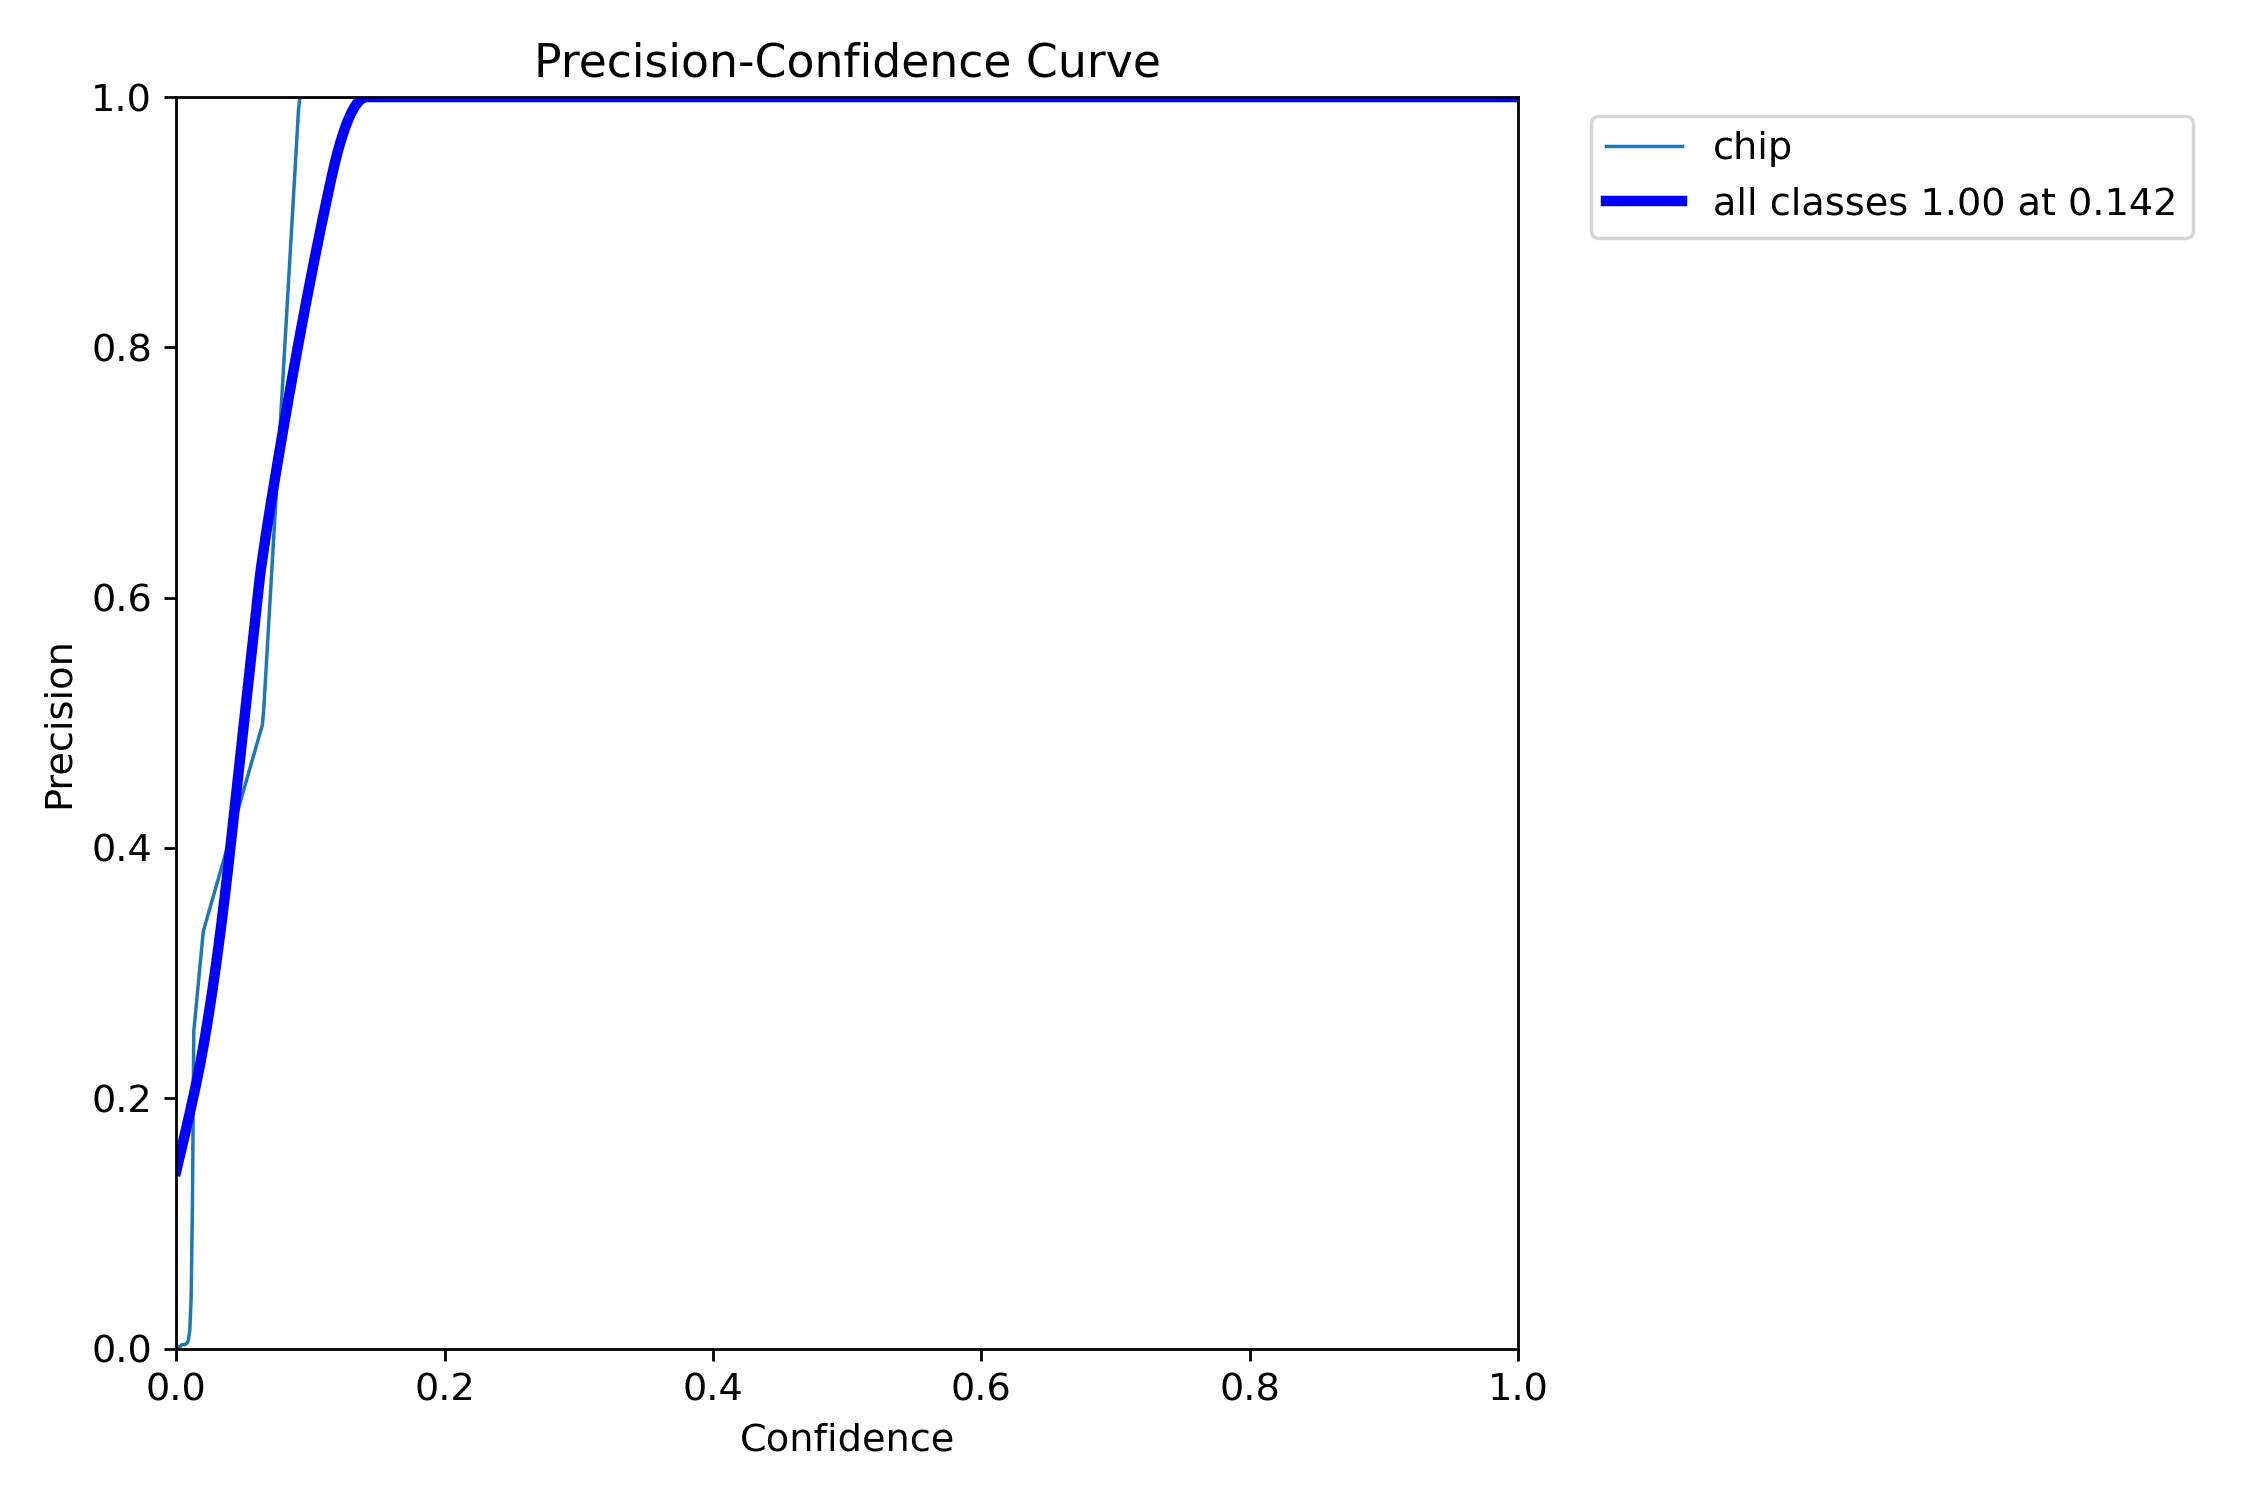 Precision-Confidence Curve
chip
all classes 1.00 at 0.142
Precision
1.0
0.8
0.6
0.4
0.2
0.0
0.0 0.2 0.4 0.6 0.8 1.0
Confidence